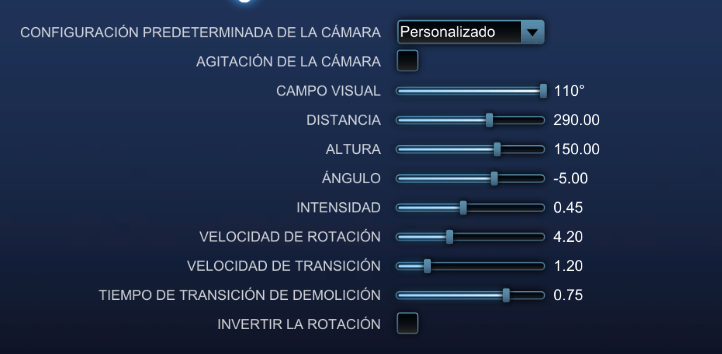 CONFIGURACIÓN PREDETERMINADA DE LA CÁMARA Personalizado
AGITACIÓN DE LA CÁMARA
CAMPO VISUAL 110°
DISTANCIA 290.00
ALTURA 150.00
ÁNGULO -5.00
INTENSIDAD 0.45
VELOCIDAD DE ROTACIÓN 4.20
VELOCIDAD DE TRANSICIÓN 1.20
TIEMPO DE TRANSICIÓN DE DEMOLICIÓN 0.75
INVERTIR LA ROTACIÓN